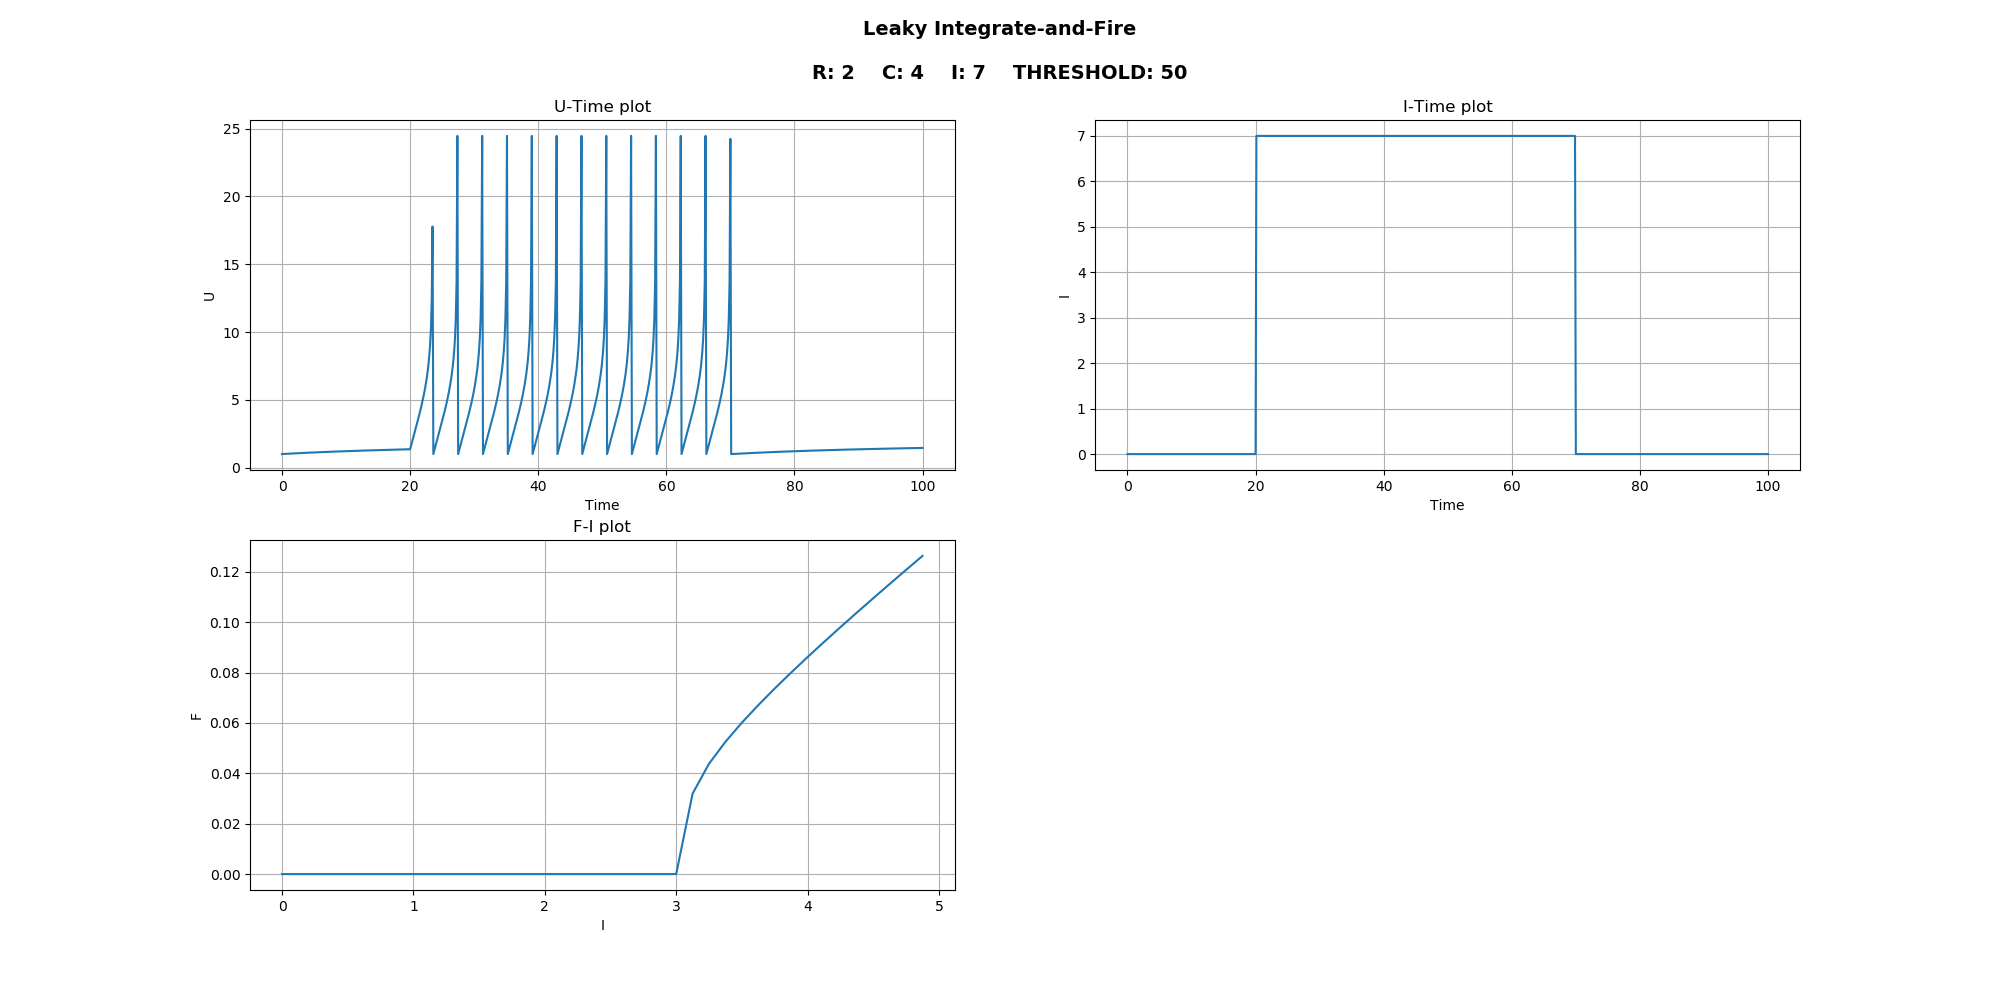 Leaky Integrate-and-Fire
R: 2    C: 4    I: 7    THRESHOLD: 50
U-Time plot
25
20
15
10
5
0
U
0 20 40 60 80 100
Time
I-Time plot
7
6
5
4
3
2
1
0
I
0 20 40 60 80 100
Time
F-I plot
0.12
0.10
0.08
0.06
0.04
0.02
0.00
F
0 1 2 3 4 5
I